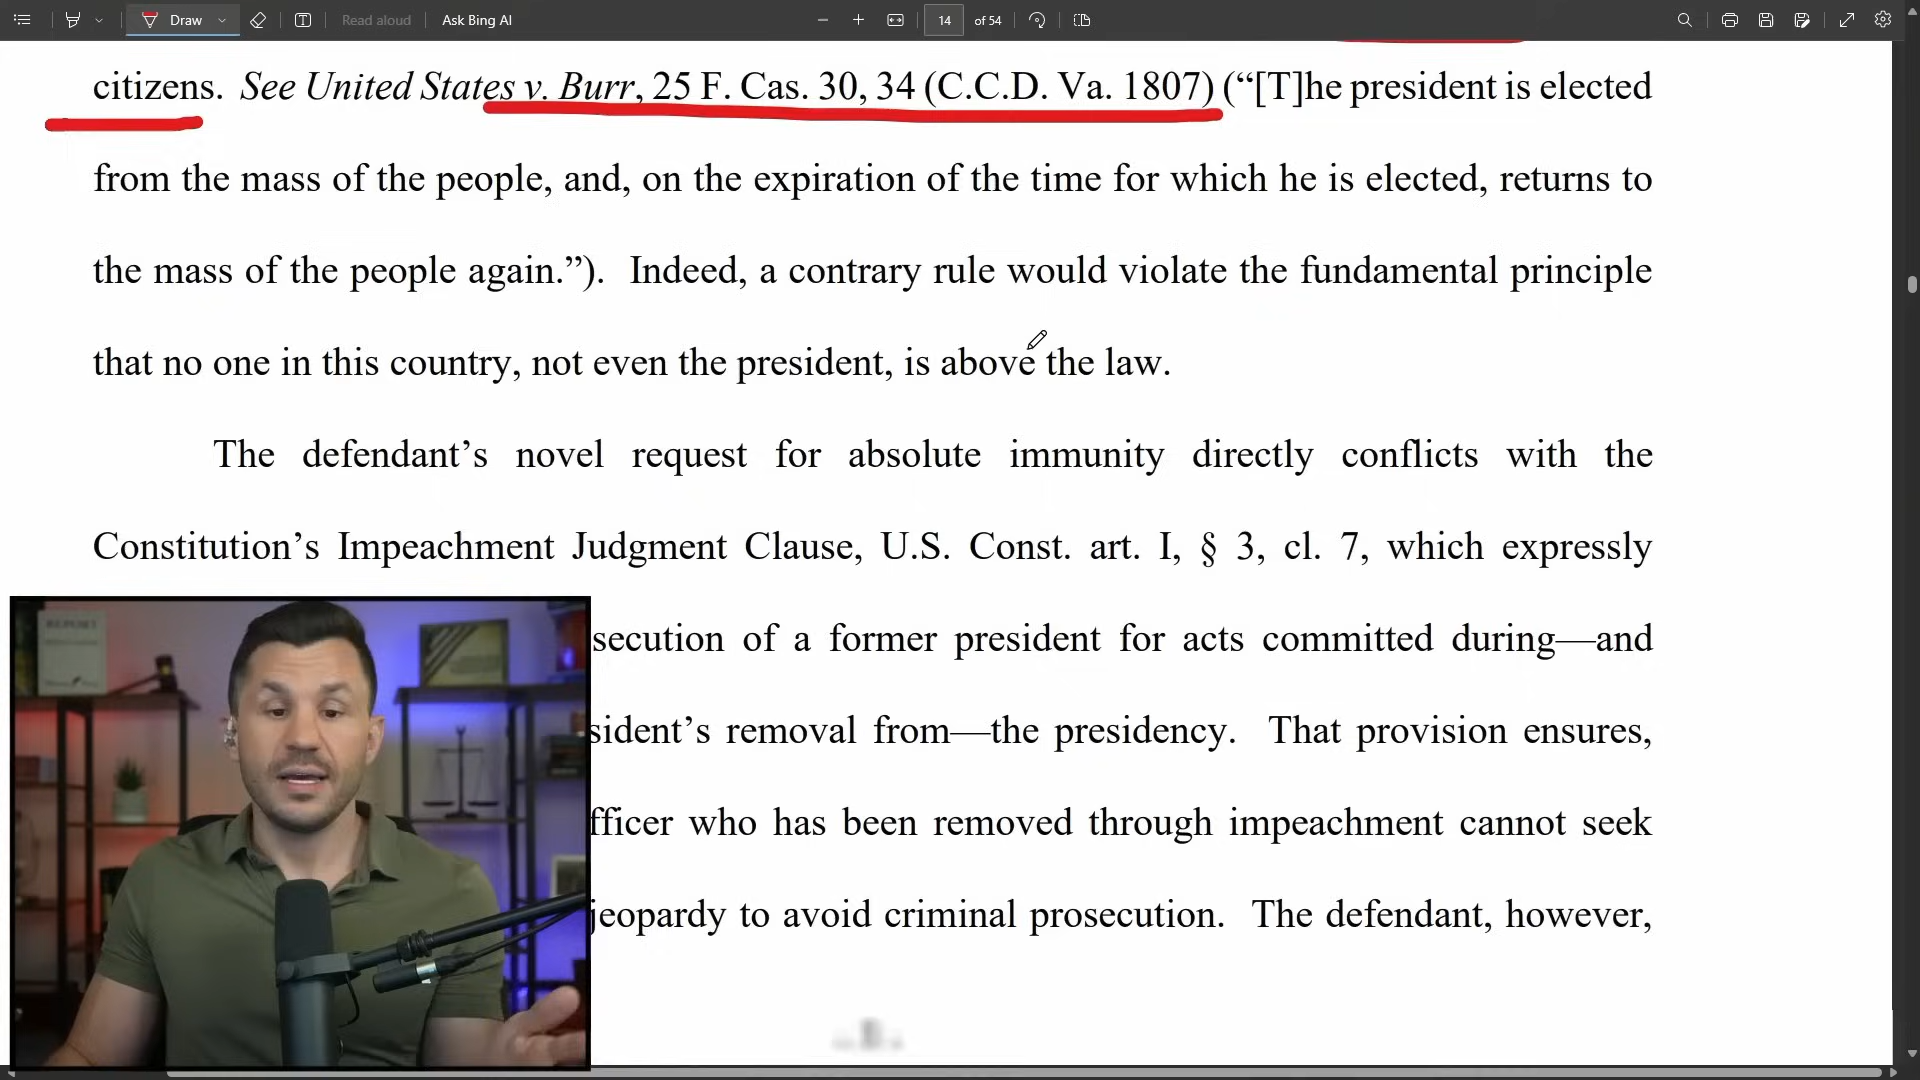 Draw
Read aloud
Ask Bing AI
14
of 54
citizens. See United States v. Burr, 25 F. Cas. 30, 34 (C.C.D. Va. 1807) (“[T]he president is elected
from the mass of the people, and, on the expiration of the time for which he is elected, returns to
the mass of the people again.”). Indeed, a contrary rule would violate the fundamental principle
that no one in this country, not even the president, is above the law.
The defendant’s novel request for absolute immunity directly conflicts with the
Constitution’s Impeachment Judgment Clause, U.S. Const. art. I, § 3, cl. 7, which expressly
secution of a former president for acts committed during—and
sident’s removal from—the presidency. That provision ensures,
fficer who has been removed through impeachment cannot seek
jeopardy to avoid criminal prosecution. The defendant, however,